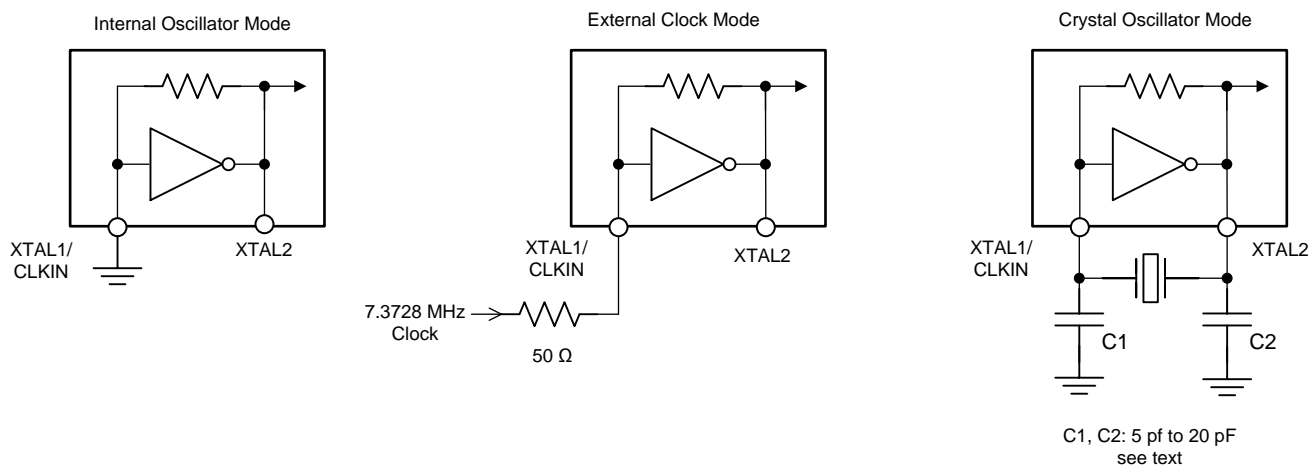 Internal Oscillator Mode
XTAL1/
CLKIN
XTAL2
External Clock Mode
XTAL1/
CLKIN
XTAL2
7.3728 MHz
Clock
50 Ω
Crystal Oscillator Mode
XTAL1/
CLKIN
XTAL2
C1
C2
C1, C2: 5 pf to 20 pF
see text